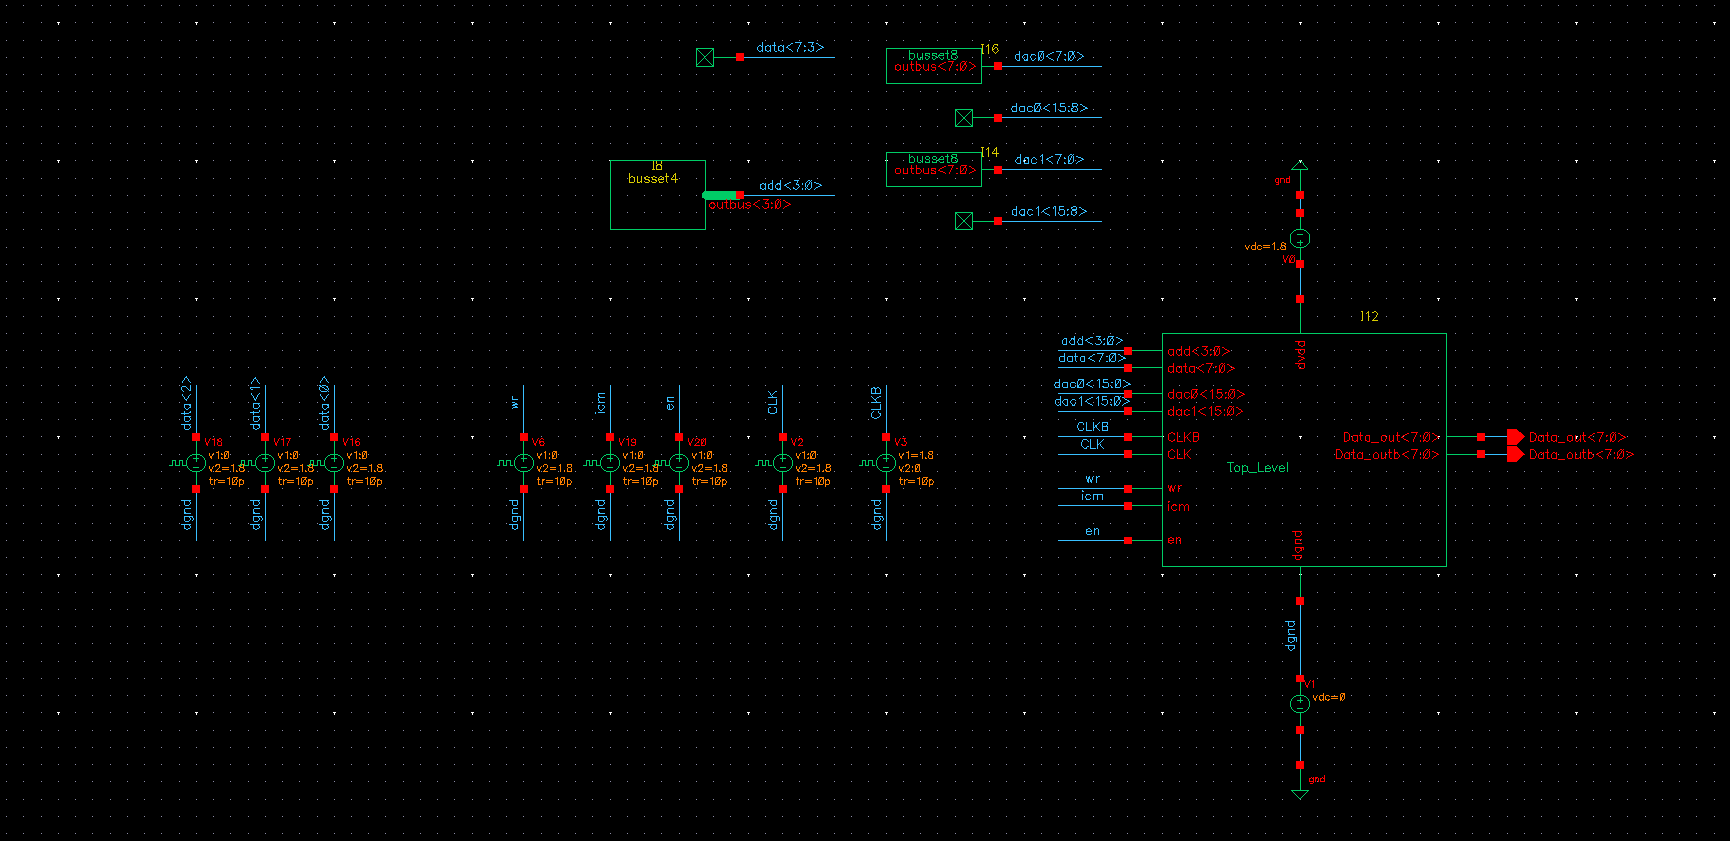 data<7:3>
busset8
I16
outbus<7:0>
dac0<7:0>
dac0<15:8>
busset8
I14
outbus<7:0>
dac1<7:0>
dac1<15:8>
I8
busset4
add<3:0>
outbus<3:0>
gnd
vdc=1.8
V0
I12
dvdd
add<3:0>
add<3:0>
data<7:0>
data<7:0>
dac0<15:0>
dac0<15:0>
dac1<15:0>
dac1<15:0>
CLKB
CLKB
CLK
CLK
wr
wr
icm
icm
en
en
Top_Level
Data_out<7:0>
Data_out<7:0>
Data_outb<7:0>
Data_outb<7:0>
dgnd
dgnd
V1
vdc=0
gnd
data<2>
V18
v1:0
v2=1.8
tr=10p
dgnd
data<1>
V17
v1:0
v2=1.8
tr=10p
dgnd
data<0>
V16
v1:0
v2=1.8
tr=10p
dgnd
wr
V6
v1:0
v2=1.8
tr=10p
dgnd
icm
V19
v1:0
v2=1.8
tr=10p
dgnd
en
V20
v1:0
v2=1.8
tr=10p
dgnd
CLK
V2
v1:0
v2=1.8
tr=10p
dgnd
CLKB
V3
v1=1.8
v2:0
tr=10p
dgnd